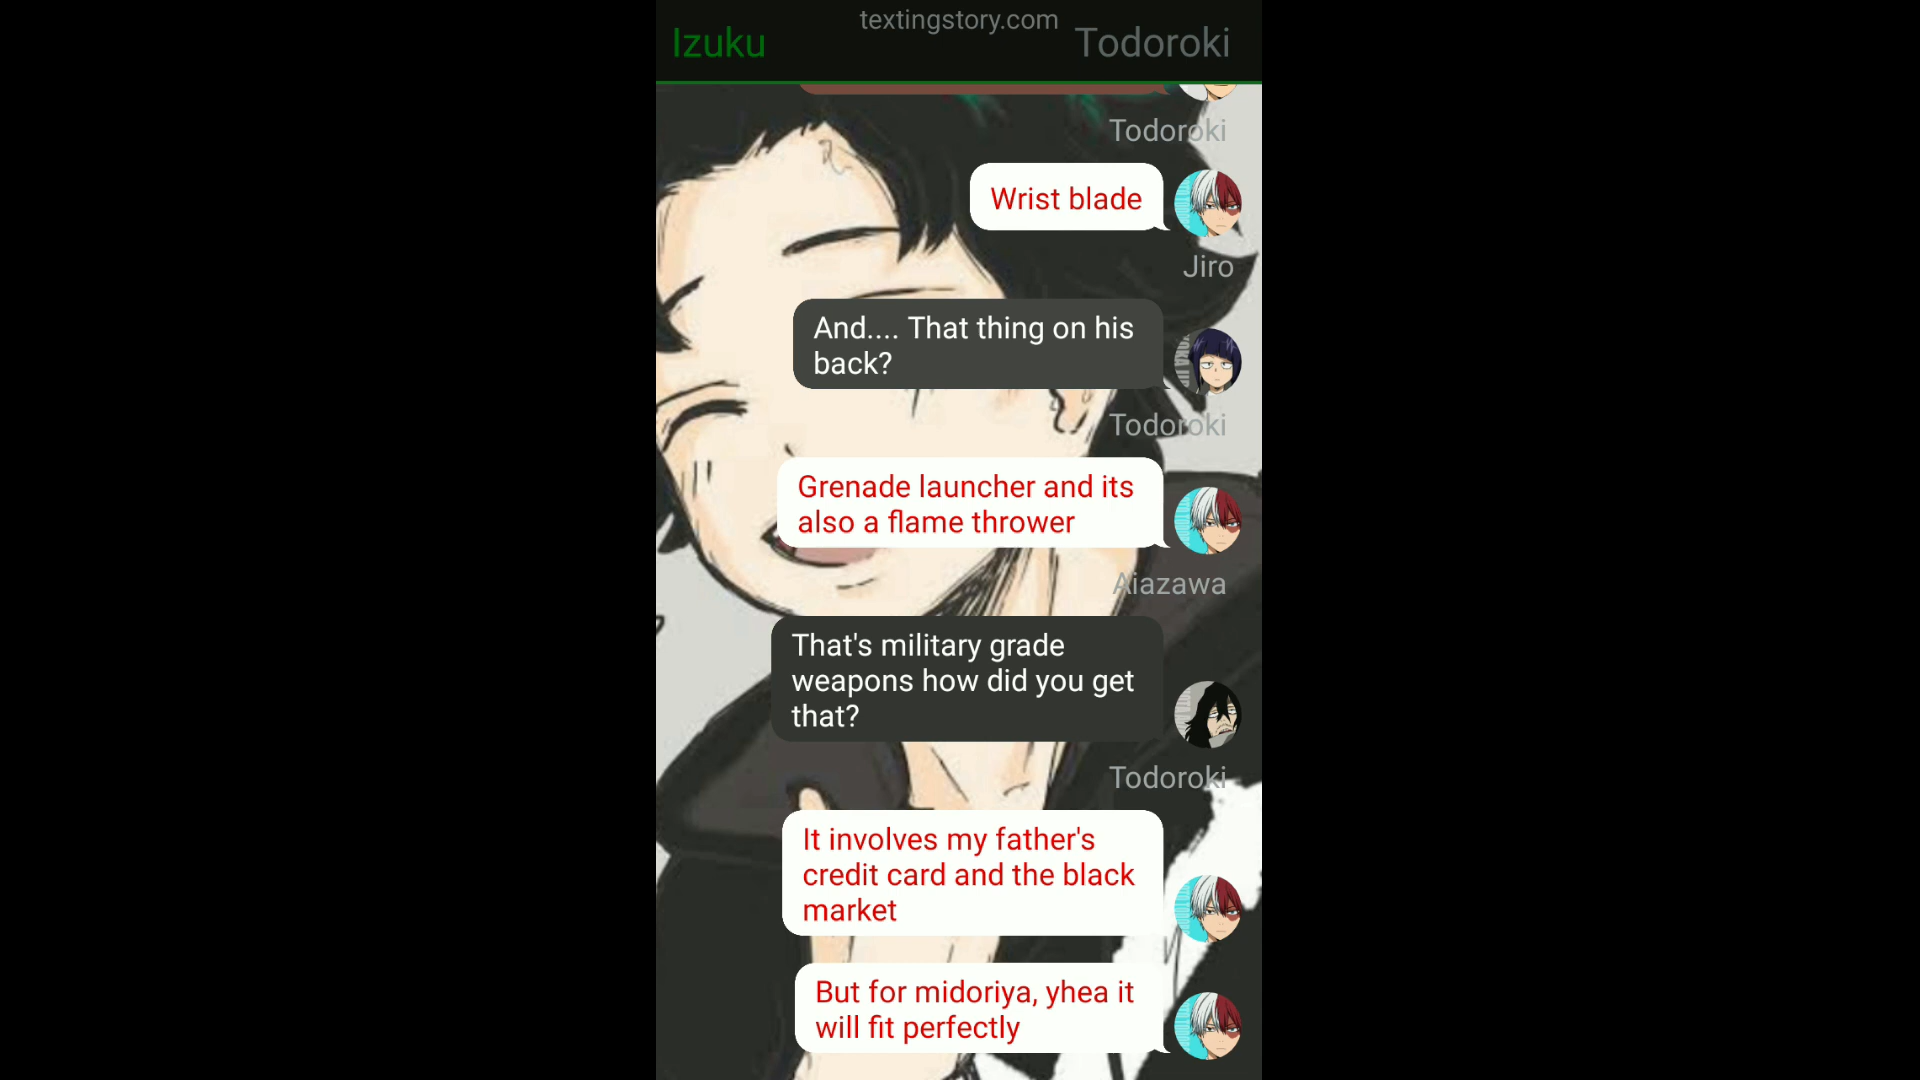 textingstory.com
Izuku
Todoroki
Todoroki
Wrist blade
Jiro
And.... That thing on his
back?
Todoroki
Grenade launcher and its
also a flame thrower
Aiazawa
That's military grade
weapons how did you get
that?
Todoroki
It involves my father's
credit card and the black
market
But for midoriya, yhea it
will fit perfectly